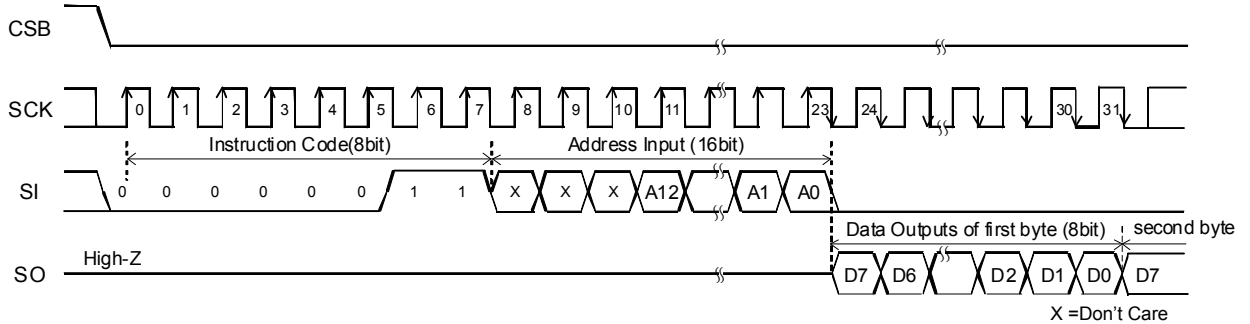 CSB
SCK 0 1 2 3 4 5 6 7 8 9 10 11 23 24 30 31
Instruction Code(8bit) Address Input (16bit)
SI 0 0 0 0 0 0 1 1 X X X A12 A1 A0
Data Outputs of first byte (8bit) second byte
High-Z
SO D7 D6 D2 D1 D0 D7
X =Don't Care